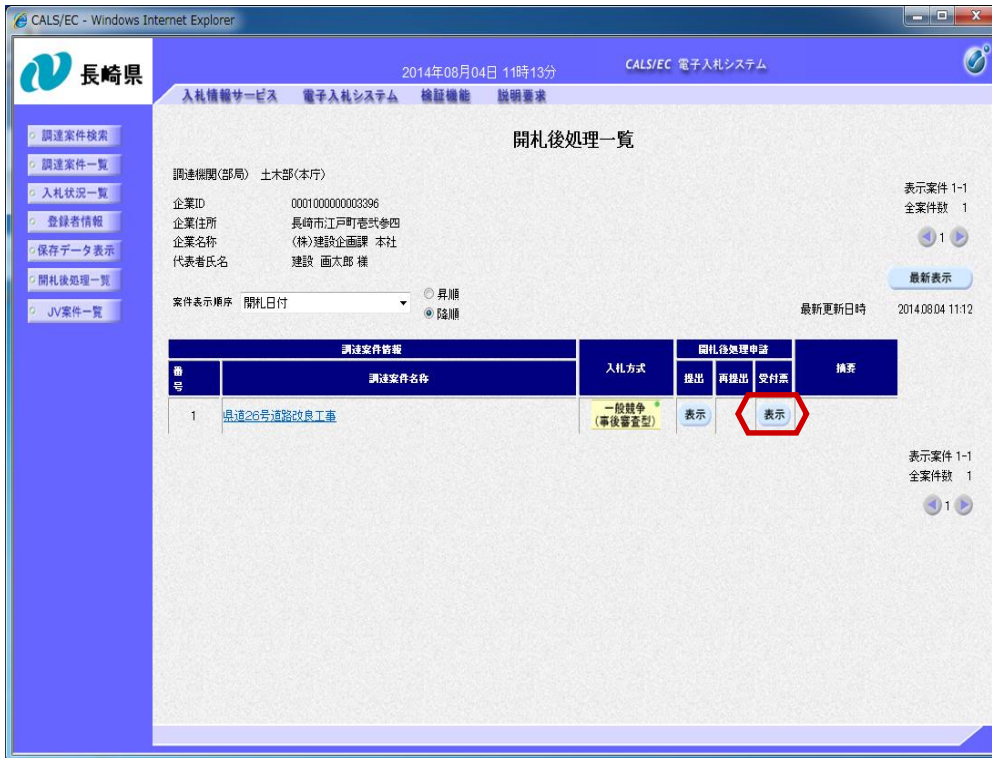 CALS/EC - Windows Internet Explorer
長崎県
2014年08月04日 11時13分
CALS/EC 電子入札システム
入札情報サービス 電子入札システム 検証機能 説明要求
調達案件検索
調達案件一覧
入札状況一覧
登録者情報
保存データ表示
開札後処理一覧
JV案件一覧
開札後処理一覧
調達機関(部局) 土木部(本庁)
企業ID 0001000000003396
企業住所 長崎市江戸町壱弐参四
企業名称 (株)建設企画課 本社
代表者氏名 建設 画太郎 様
表示案件 1-1
全案件数 1
1
案件表示順序 開札日付
昇順
降順
最新表示
最新更新日時 2014.08.04 11:12
調達案件情報 入札方式 開札後処理申請 摘要
番号 調達案件名称 提出 再提出 受付票
1 県道26号道路改良工事 一般競争(事後審査型) 表示 表示
表示案件 1-1
全案件数 1
1